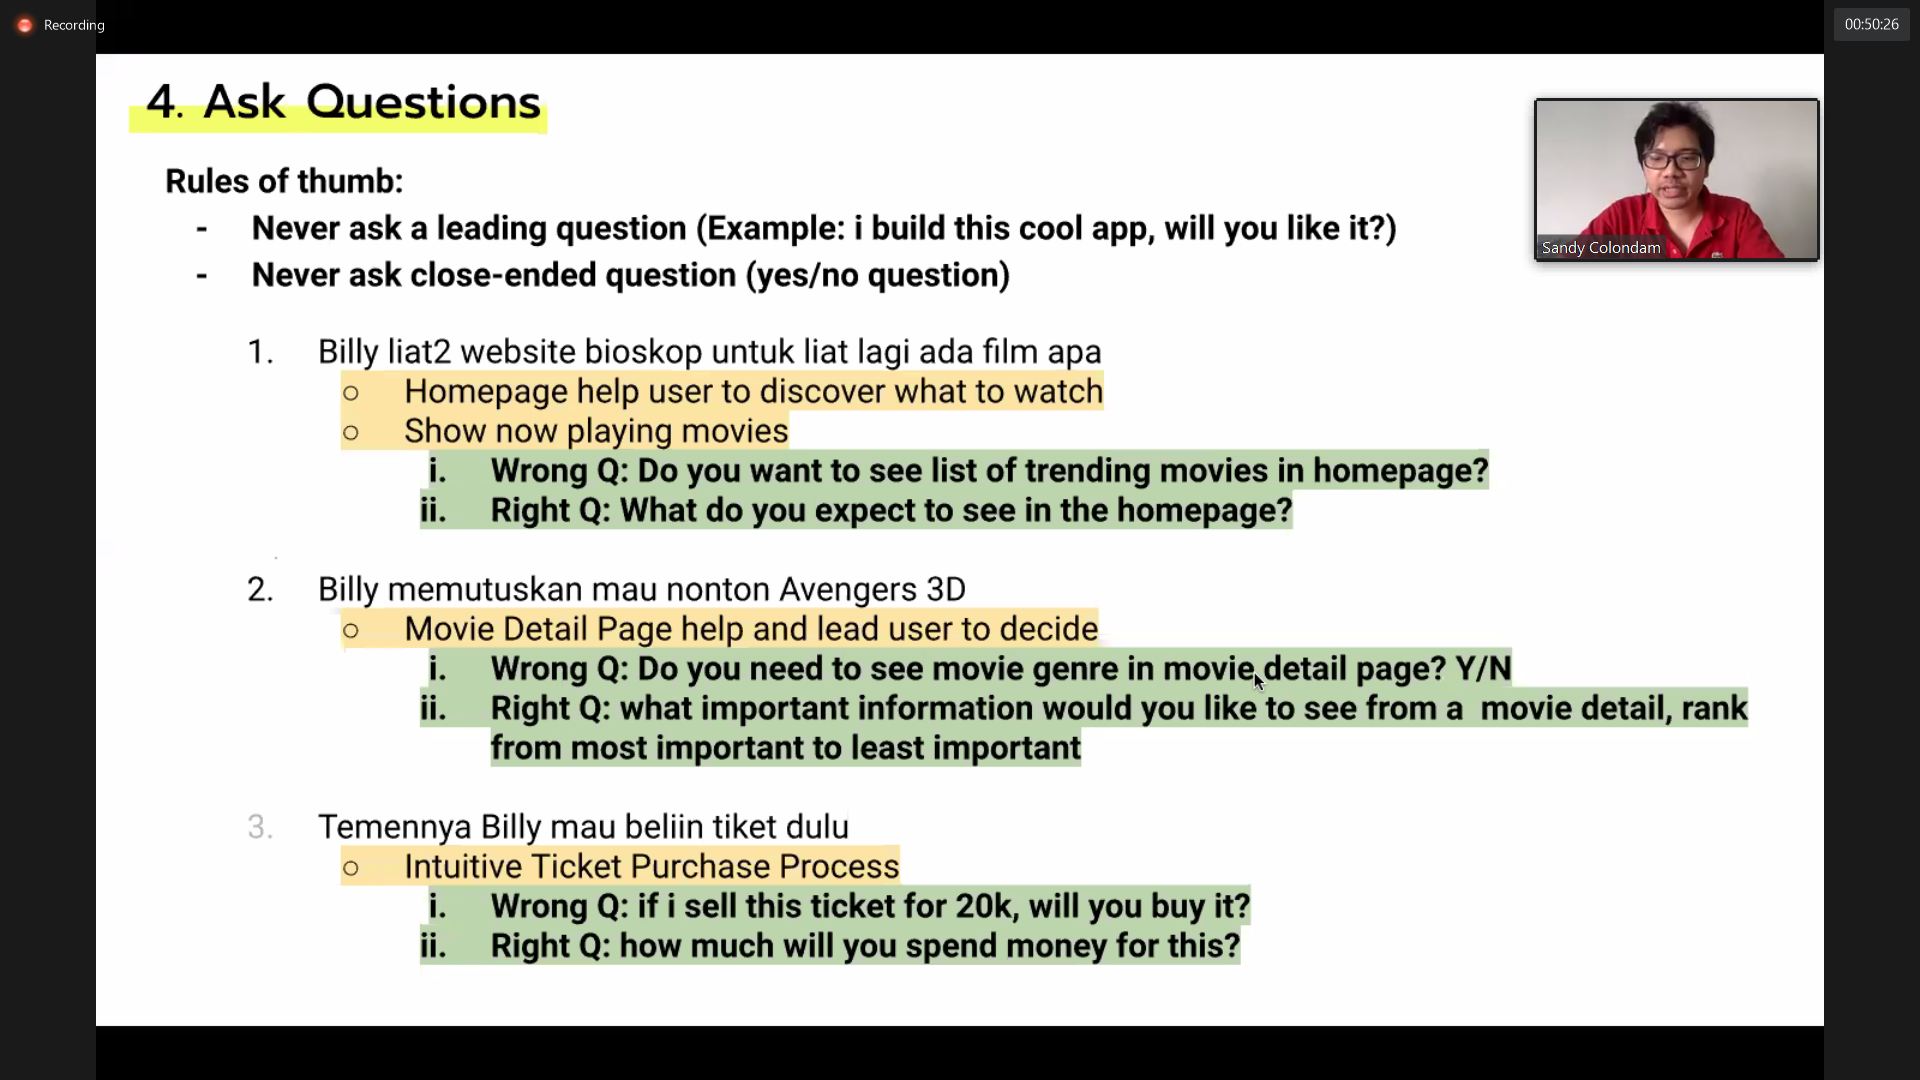 Recording
00:50:26
4. Ask Questions
Rules of thumb:
- Never ask a leading question (Example: i build this cool app, will you like it?)
- Never ask close-ended question (yes/no question)
Sandy Colondam
1. Billy liat2 website bioskop untuk liat lagi ada film apa
○ Homepage help user to discover what to watch
○ Show now playing movies
i. Wrong Q: Do you want to see list of trending movies in homepage?
ii. Right Q: What do you expect to see in the homepage?
2. Billy memutuskan mau nonton Avengers 3D
○ Movie Detail Page help and lead user to decide
i. Wrong Q: Do you need to see movie genre in movie detail page? Y/N
ii. Right Q: what important information would you like to see from a movie detail, rank
from most important to least important
3. Temennya Billy mau beliin tiket dulu
○ Intuitive Ticket Purchase Process
i. Wrong Q: if i sell this ticket for 20k, will you buy it?
ii. Right Q: how much will you spend money for this?